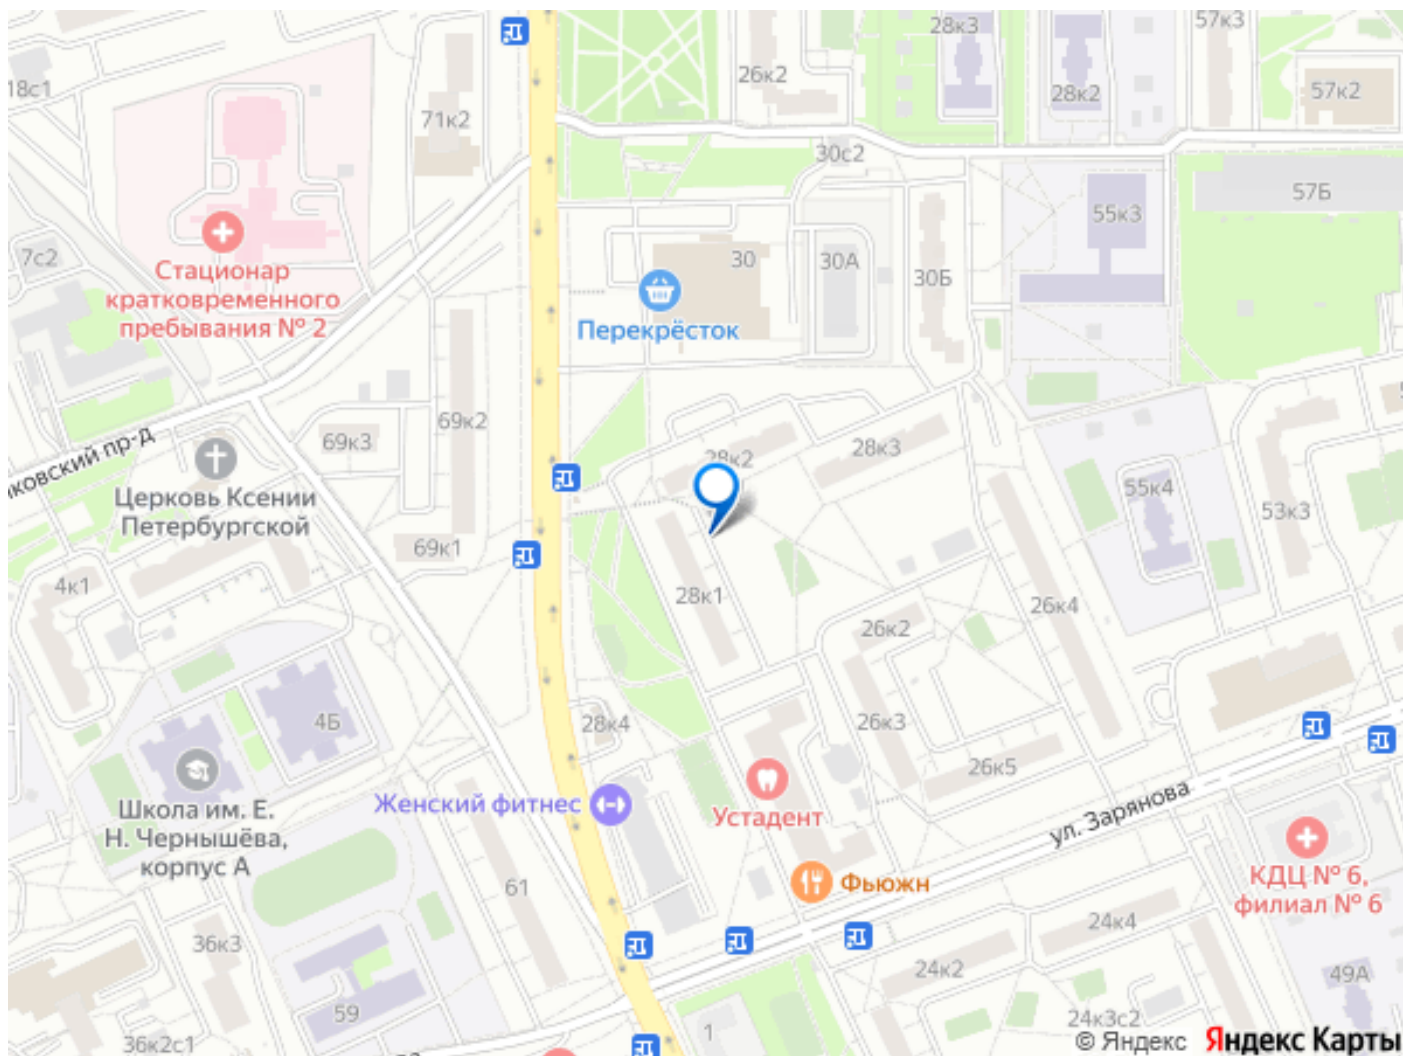 28к3
57к3
18с1
26к2
28к2
57к2
71к2
30с2
57Б
55к3
7с2
30
30А
30Б
Стационар
кратковременного
пребывания № 2
Перекрёсток
69к2
69к3
ковский пр-д
28к2
28к3
Церковь Ксении
Петербургской
55к4
53к3
69к1
4к1
28к1
26к4
26к2
4Б
28к4
26к3
26к5
Школа им. Е.
Н. Чернышёва,
корпус А
Женский фитнес
Устадент
ул. Зарянова
61
Фьюжн
КДЦ № 6,
филиал № 6
36к3
24к4
24к2
49А
59
1
24к3с2
36к2с1
© Яндекс Яндекс Карты